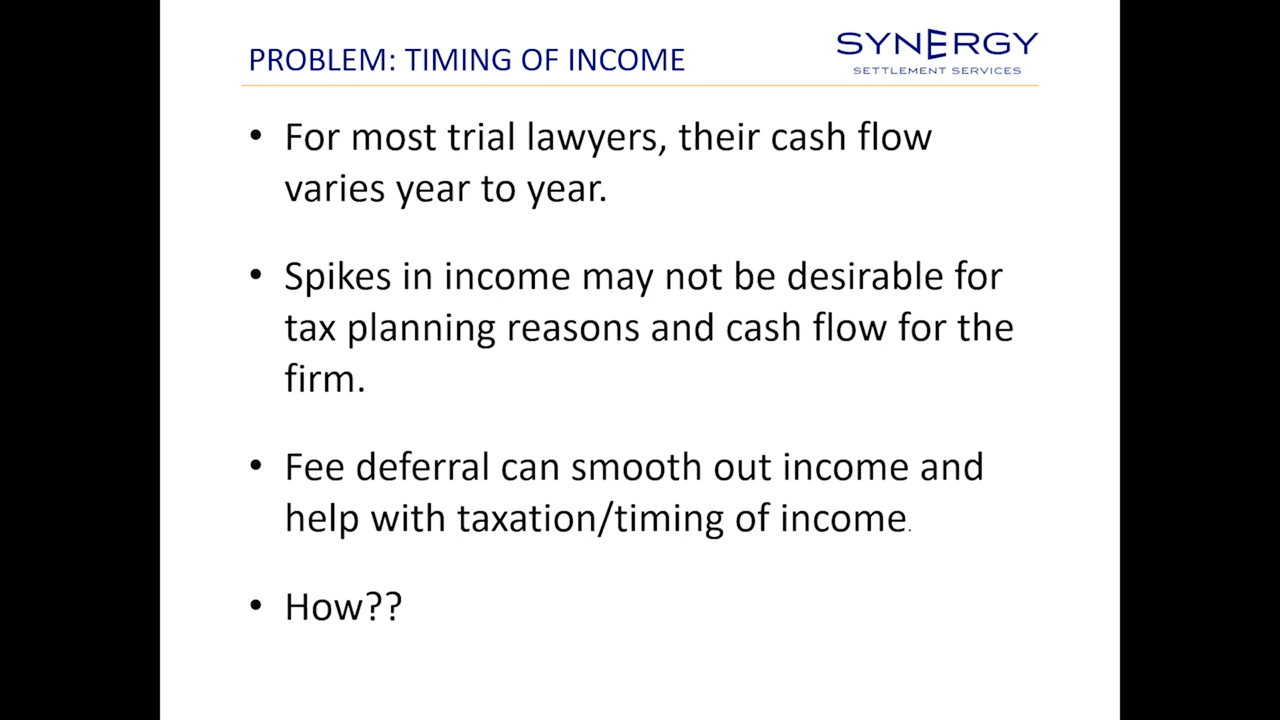 PROBLEM: TIMING OF INCOME
SYNERGY
SETTLEMENT SERVICES
• For most trial lawyers, their cash flow
varies year to year.
• Spikes in income may not be desirable for
tax planning reasons and cash flow for the
firm.
• Fee deferral can smooth out income and
help with taxation/timing of income.
• How??